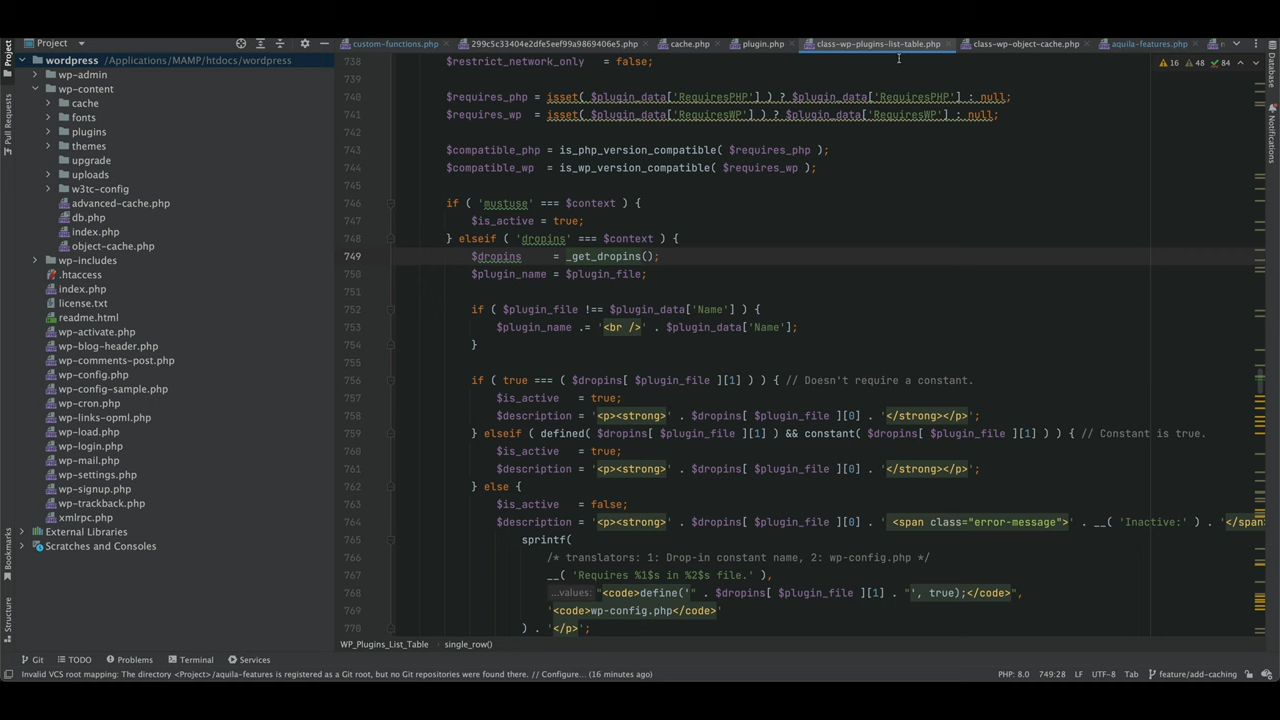 Project
custom-functions.php
299c5c33404e2dfe5eef99a9869406e5.php
cache.php
plugin.php
class-wp-plugins-list-table.php
class-wp-object-cache.php
aquila-features.php
wordpress /Applications/MAMP/htdocs/wordpress
wp-admin
wp-content
cache
fonts
plugins
themes
upgrade
uploads
w3tc-config
advanced-cache.php
db.php
index.php
object-cache.php
wp-includes
.htaccess
index.php
license.txt
readme.html
wp-activate.php
wp-blog-header.php
wp-comments-post.php
wp-config.php
wp-config-sample.php
wp-cron.php
wp-links-opml.php
wp-load.php
wp-login.php
wp-mail.php
wp-settings.php
wp-signup.php
wp-trackback.php
xmlrpc.php
External Libraries
Scratches and Consoles
Project
Pull Requests
Bookmarks
Structure
16 48 84
738 $restrict_network_only = false;
739
740 $requires_php = isset( $plugin_data['RequiresPHP'] ) ? $plugin_data['RequiresPHP'] : null;
741 $requires_wp = isset( $plugin_data['RequiresWP'] ) ? $plugin_data['RequiresWP'] : null;
742
743 $compatible_php = is_php_version_compatible( $requires_php );
744 $compatible_wp = is_wp_version_compatible( $requires_wp );
745
746 if ( 'mustuse' === $context ) {
747 $is_active = true;
748 } elseif ( 'dropins' === $context ) {
749 $dropins = _get_dropins();
750 $plugin_name = $plugin_file;
751
752 if ( $plugin_file !== $plugin_data['Name'] ) {
753 $plugin_name .= '<br />' . $plugin_data['Name'];
754 }
755
756 if ( true === ( $dropins[ $plugin_file ][1] ) ) { // Doesn't require a constant.
757 $is_active = true;
758 $description = '<p><strong>' . $dropins[ $plugin_file ][0] . '</strong></p>';
759 } elseif ( defined( $dropins[ $plugin_file ][1] ) && constant( $dropins[ $plugin_file ][1] ) ) { // Constant is true.
760 $is_active = true;
761 $description = '<p><strong>' . $dropins[ $plugin_file ][0] . '</strong></p>';
762 } else {
763 $is_active = false;
764 $description = '<p><strong>' . $dropins[ $plugin_file ][0] . ' <span class="error-message">' . __( 'Inactive:' ) . '</span>
765 sprintf(
766 /* translators: 1: Drop-in constant name, 2: wp-config.php */
767 __( 'Requires %1$s in %2$s file.' ),
768 ...values: "<code>define('" . $dropins[ $plugin_file ][1] . "', true);</code>",
769 '<code>wp-config.php</code>'
770 ) . '</p>';
Database
Notifications
WP_Plugins_List_Table single_row()
Git TODO Problems Terminal Services
Invalid VCS root mapping: The directory <Project>/aquila-features is registered as a Git root, but no Git repositories were found there. // Configure... (16 minutes ago)
PHP: 8.0 749:28 LF UTF-8 Tab feature/add-caching